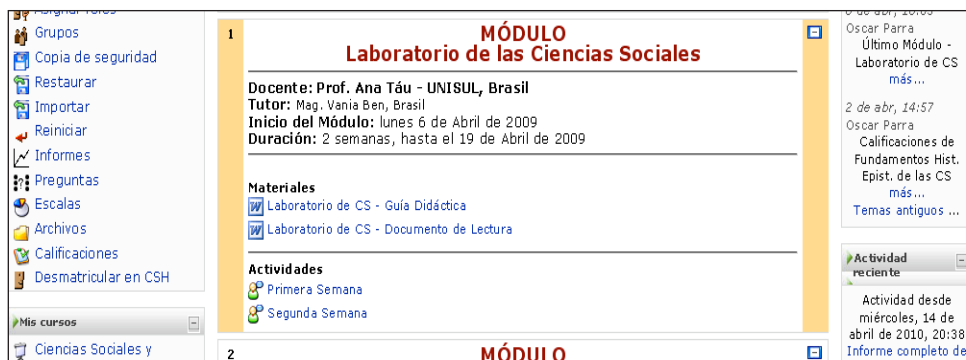 Asignar roles
Grupos
Copia de seguridad
Restaurar
Importar
Reiniciar
Informes
Preguntas
Escalas
Archivos
Calificaciones
Desmatricular en CSH
Mis cursos
Ciencias Sociales y
1
MÓDULO
Laboratorio de las Ciencias Sociales
Docente: Prof. Ana Táu - UNISUL, Brasil
Tutor: Mag. Vania Ben, Brasil
Inicio del Módulo: lunes 6 de Abril de 2009
Duración: 2 semanas, hasta el 19 de Abril de 2009
Materiales
Laboratorio de CS - Guía Didáctica
Laboratorio de CS - Documento de Lectura
Actividades
Primera Semana
Segunda Semana
2
MÓDULO
de abr,
Oscar Parra
Último Módulo -
Laboratorio de CS
más...
2 de abr, 14:57
Oscar Parra
Calificaciones de
Fundamentos Hist.
Epist. de las CS
más...
Temas antiguos ...
Actividad
reciente
Actividad desde
miércoles, 14 de
abril de 2010, 20:38
Informe completo de